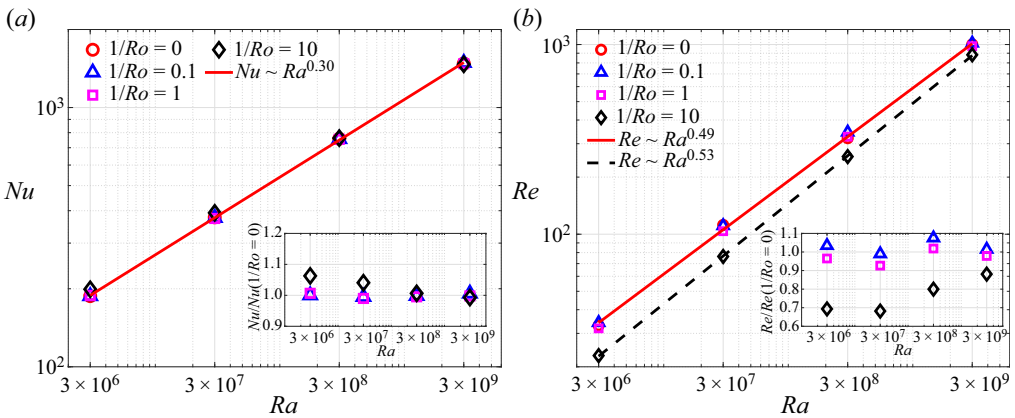 (a)
1/Ro = 0
1/Ro = 10
1/Ro = 0.1
Nu ~ Ra^0.30
1/Ro = 1
10^3
Nu
10^2
3 × 10^6
3 × 10^7
3 × 10^8
3 × 10^9
Ra
1.2
1.1
1.0
0.9
Nu/Nu(1/Ro = 0)
3 × 10^6
3 × 10^7
3 × 10^8
3 × 10^9
Ra
(b)
10^3
1/Ro = 0
1/Ro = 0.1
1/Ro = 1
1/Ro = 10
Re ~ Ra^0.49
Re ~ Ra^0.53
Re
10^2
3 × 10^6
3 × 10^7
3 × 10^8
3 × 10^9
Ra
1.1
1.0
0.9
0.8
0.7
0.6
Re/Re(1/Ro = 0)
3 × 10^6
3 × 10^7
3 × 10^8
3 × 10^9
Ra